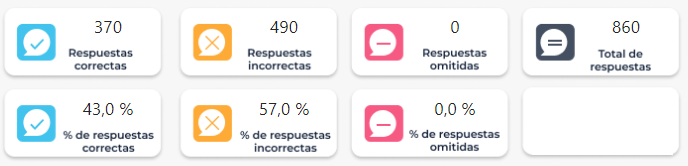 370
Respuestas
correctas
490
Respuestas
incorrectas
0
Respuestas
omitidas
860
Total de
respuestas
43,0 %
% de respuestas
correctas
57,0 %
% de respuestas
incorrectas
0,0 %
% de respuestas
omitidas